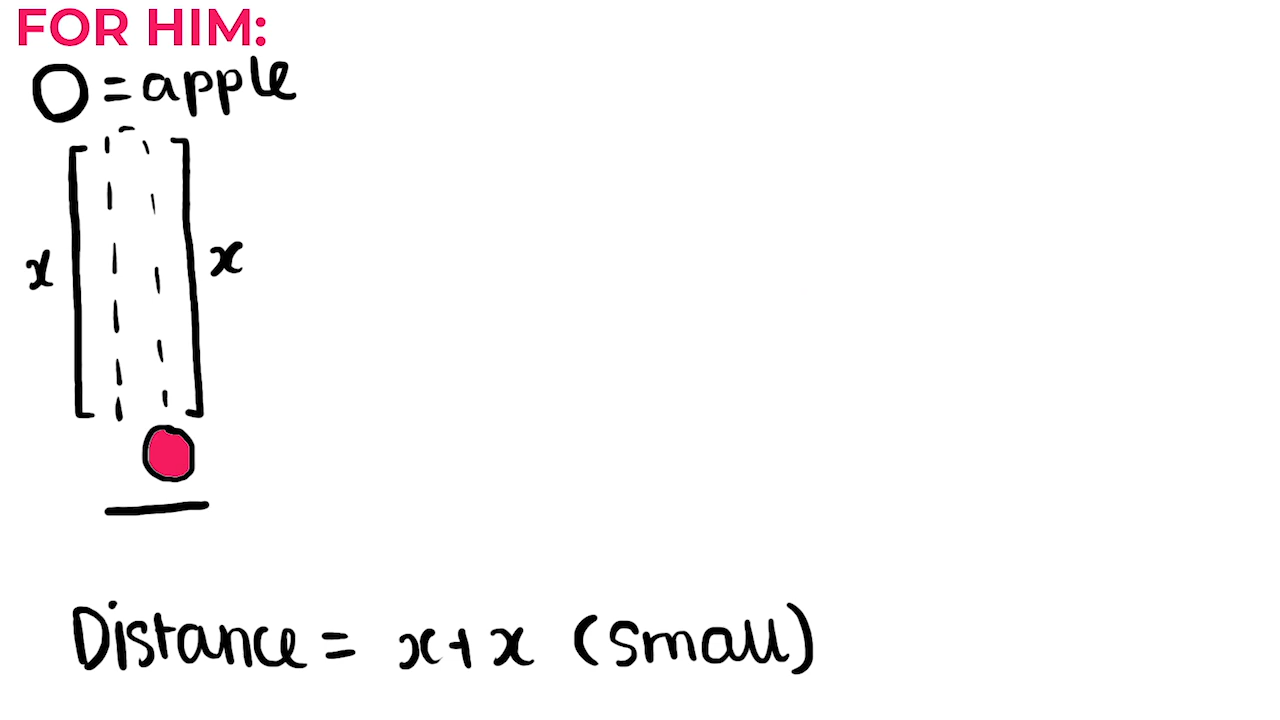 FOR HIM:
O = apple
x
x
Distance = x + x (small)